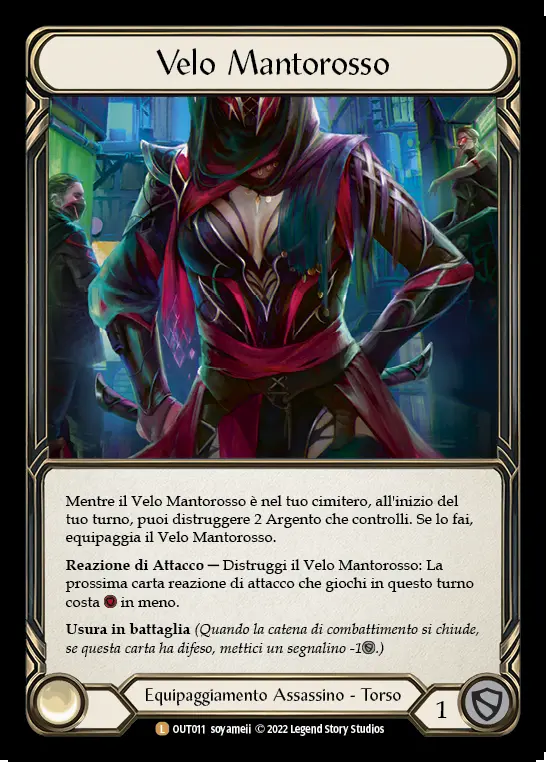 Velo Mantorosso
Mentre il Velo Mantorosso è nel tuo cimitero, all'inizio del
tuo turno, puoi distruggere 2 Argento che controlli. Se lo fai,
equipaggia il Velo Mantorosso.
Reazione di Attacco — Distruggi il Velo Mantorosso: La
prossima carta reazione di attacco che giochi in questo turno
costa in meno.
Usura in battaglia (Quando la catena di combattimento si chiude,
se questa carta ha difeso, mettici un segnalino -1.)
Equipaggiamento Assassino - Torso
1
L OUT011 soyameii © 2022 Legend Story Studios